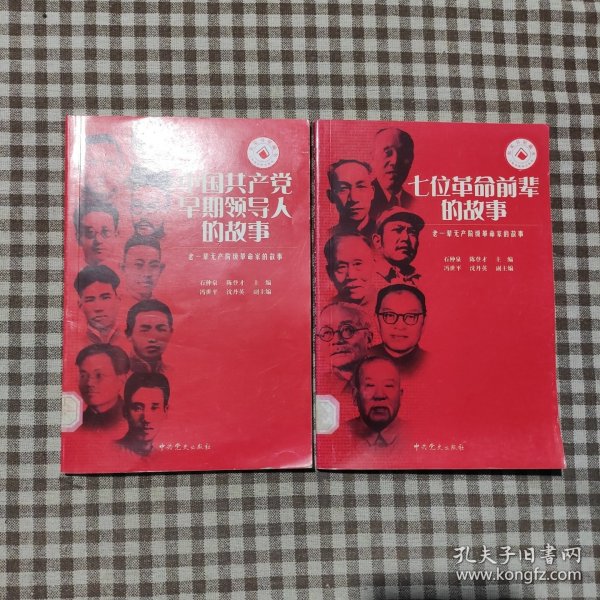 中国共产党
早期领导人
的故事
老一辈无产阶级革命家的故事
石仲泉 陈登才 主编
冯世平 沈丹英 副主编
中共党史出版社
七位革命前辈
的故事
老一辈无产阶级革命家的故事
石仲泉 陈登才 主编
冯世平 沈丹英 副主编
中共党史出版社
孔夫子旧书网
www.kongfz.com